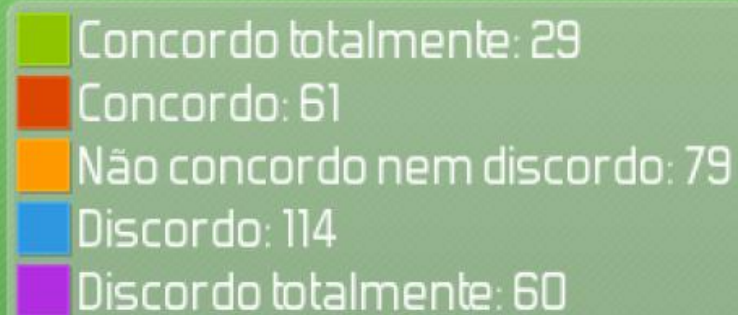 Concordo totalmente: 29
Concordo: 61
Não concordo nem discordo: 79
Discordo: 114
Discordo totalmente: 60